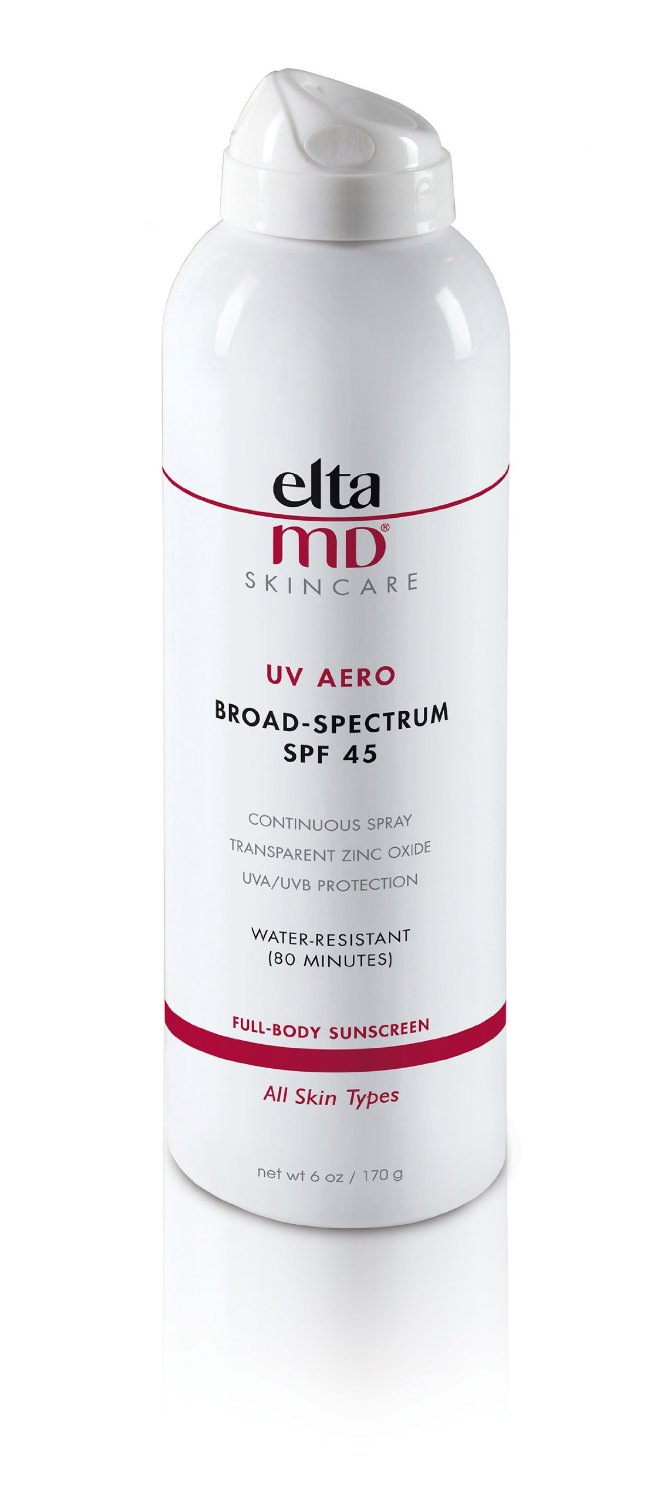 elta
MD®
SKINCARE
UV AERO
BROAD-SPECTRUM
SPF 45
CONTINUOUS SPRAY
TRANSPARENT ZINC OXIDE
UVA/UVB PROTECTION
WATER-RESISTANT
(80 MINUTES)
FULL-BODY SUNSCREEN
All Skin Types
net wt 6 oz / 170 g